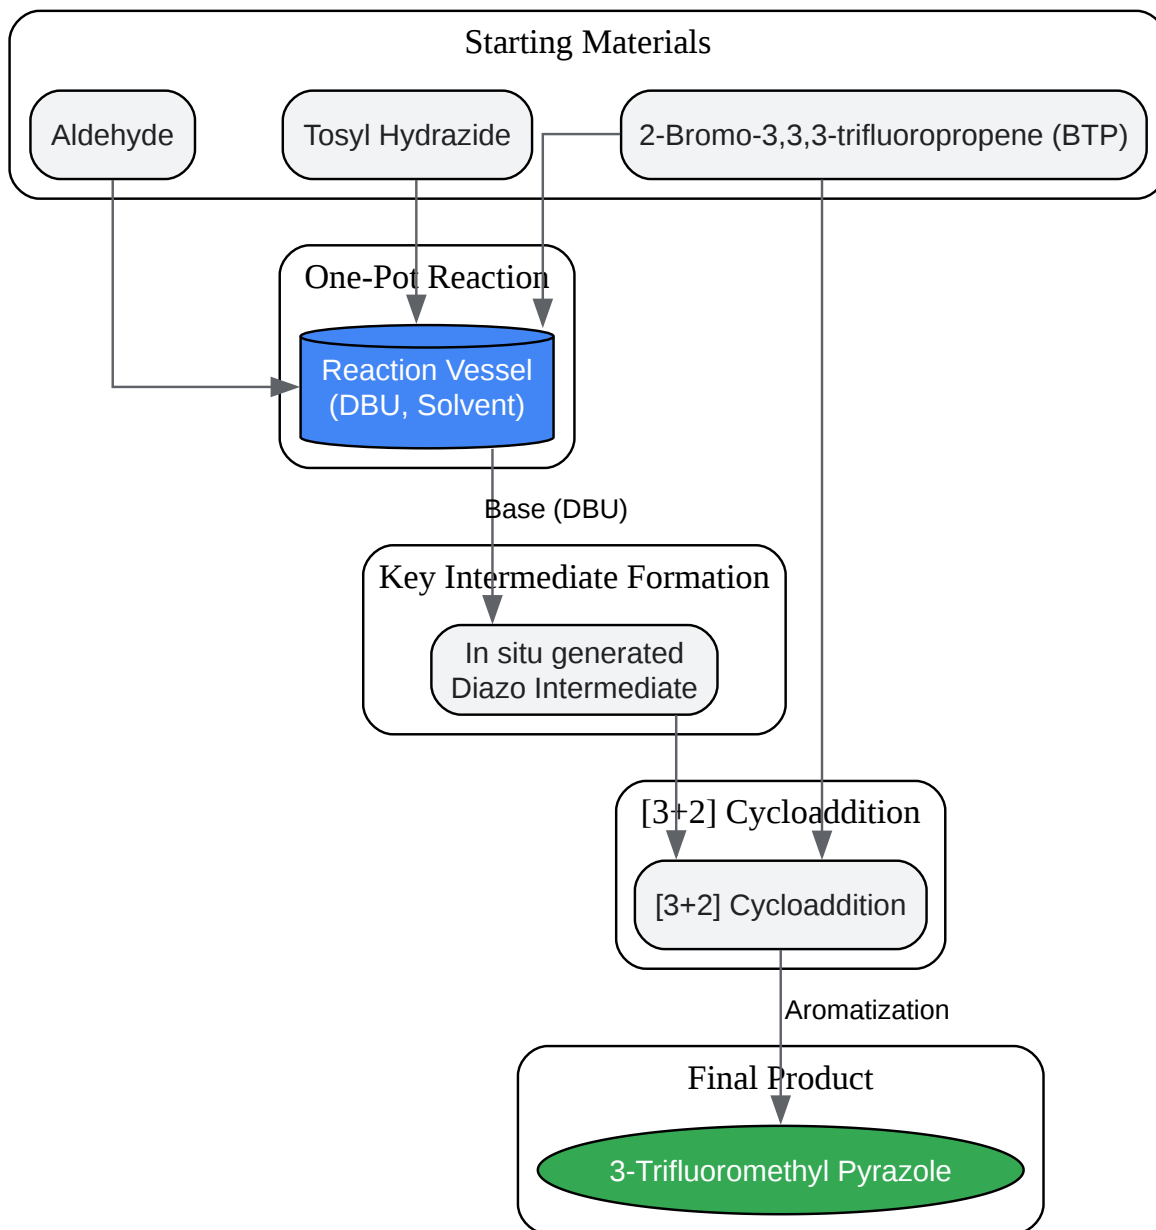 Starting Materials
Aldehyde
Tosyl Hydrazide
2-Bromo-3,3,3-trifluoropropene (BTP)
One-Pot Reaction
Reaction Vessel
(DBU, Solvent)
Base (DBU)
Key Intermediate Formation
In situ generated
Diazo Intermediate
[3+2] Cycloaddition
[3+2] Cycloaddition
Aromatization
Final Product
3-Trifluoromethyl Pyrazole